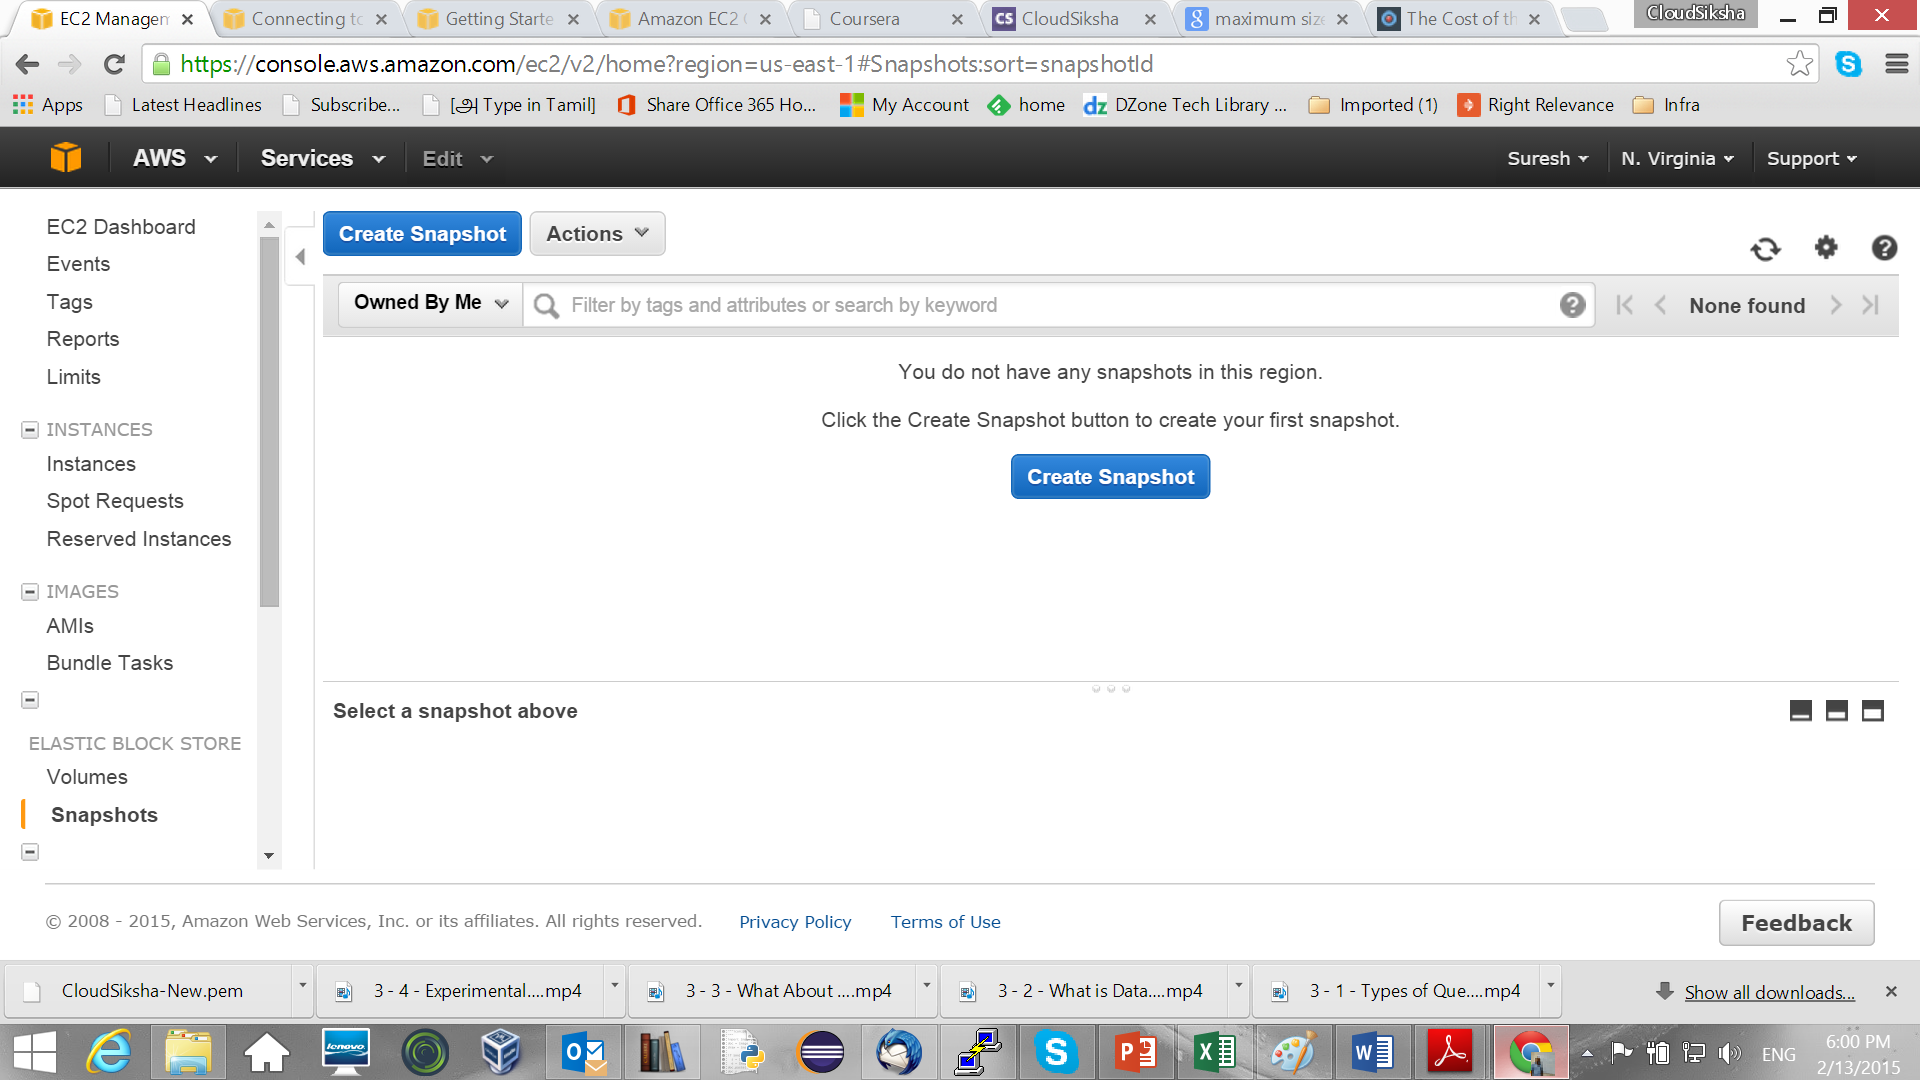 EC2 Managem
Connecting to
Getting Starte
Amazon EC2
Coursera
CloudSiksha
maximum size
The Cost of th
CloudSiksha
https://console.aws.amazon.com/ec2/v2/home?region=us-east-1#Snapshots:sort=snapshotId
Apps
Latest Headlines
Subscribe...
[அ Type in Tamil]
Share Office 365 Ho...
My Account
home
DZone Tech Library ...
Imported (1)
Right Relevance
Infra
AWS
Services
Edit
Suresh
N. Virginia
Support
EC2 Dashboard
Events
Tags
Reports
Limits
INSTANCES
Instances
Spot Requests
Reserved Instances
IMAGES
AMIs
Bundle Tasks
ELASTIC BLOCK STORE
Volumes
Snapshots
Create Snapshot
Actions
Owned By Me
Filter by tags and attributes or search by keyword
None found
You do not have any snapshots in this region.
Click the Create Snapshot button to create your first snapshot.
Create Snapshot
Select a snapshot above
© 2008 - 2015, Amazon Web Services, Inc. or its affiliates. All rights reserved.
Privacy Policy
Terms of Use
Feedback
CloudSiksha-New.pem
3 - 4 - Experimental....mp4
3 - 3 - What About ....mp4
3 - 2 - What is Data....mp4
3 - 1 - Types of Que....mp4
Show all downloads...
lenovo
ENG
6:00 PM
2/13/2015